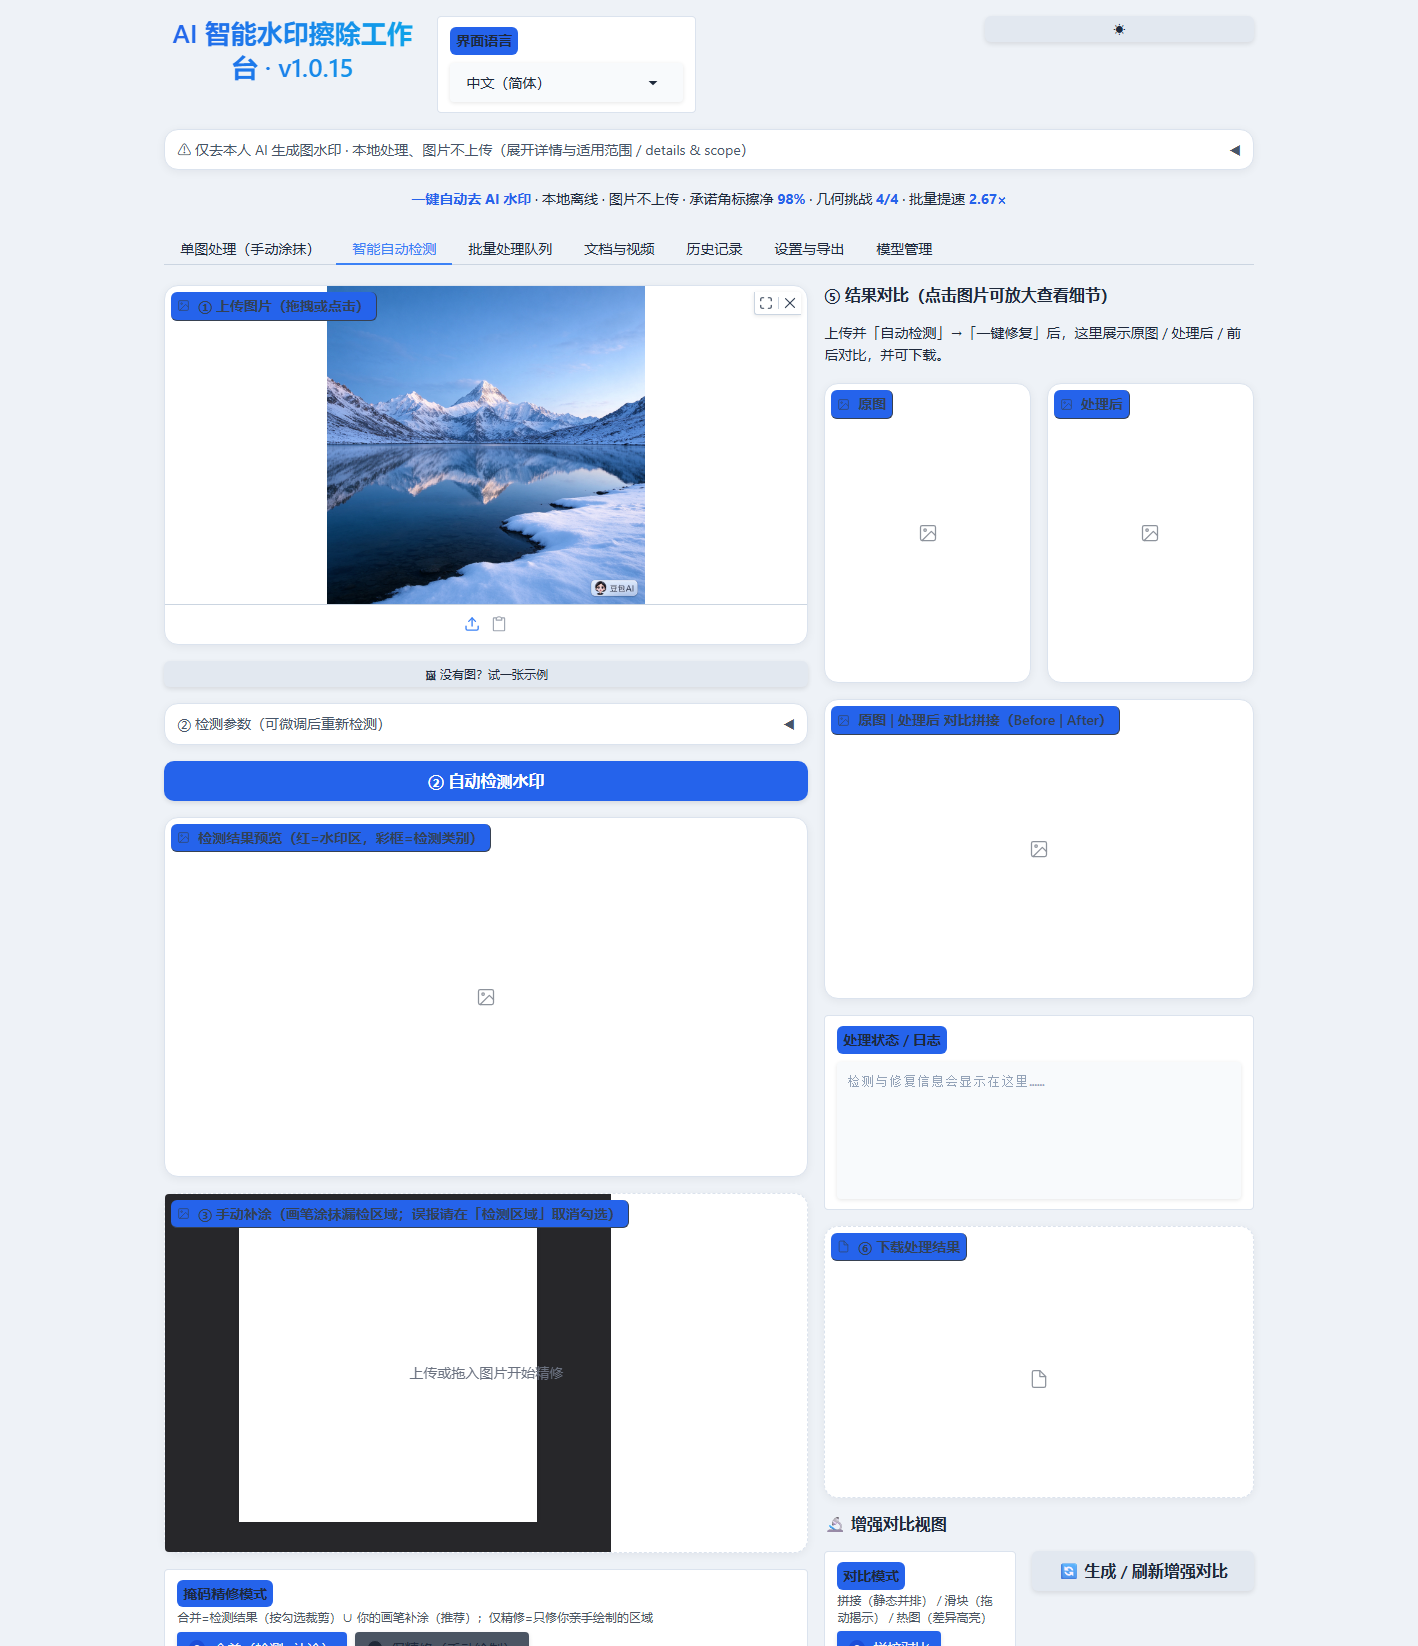 AI 智能水印擦除工作
台 · v1.0.15
界面语言
中文（简体）
⚠ 仅去本人 AI 生成图水印 · 本地处理、图片不上传（展开详情与适用范围 / details & scope）
一键自动去 AI 水印 · 本地离线 · 图片不上传 · 承诺角标擦净 98% · 几何挑战 4/4 · 批量提速 2.67×
单图处理（手动涂抹）
智能自动检测
批量处理队列
文档与视频
历史记录
设置与导出
模型管理
① 上传图片（拖拽或点击）
豆包AI
没有图？试一张示例
② 检测参数（可微调后重新检测）
② 自动检测水印
检测结果预览（红=水印区，彩框=检测类别）
③ 手动补涂（画笔涂抹漏检区域；误报请在「检测区域」取消勾选）
上传或拖入图片开始精修
掩码精修模式
合并=检测结果（按勾选裁剪）∪ 你的画笔补涂（推荐）；仅精修=只修你亲手绘制的区域
⑤ 结果对比（点击图片可放大查看细节）
上传并「自动检测」→「一键修复」后，这里展示原图 / 处理后 / 前
后对比，并可下载。
原图
处理后
原图 | 处理后 对比拼接（Before | After）
处理状态 / 日志
检测与修复信息会显示在这里……
⑥ 下载处理结果
增强对比视图
对比模式
拼接（静态并排） / 滑块（拖
动揭示） / 热图（差异高亮）
生成 / 刷新增强对比